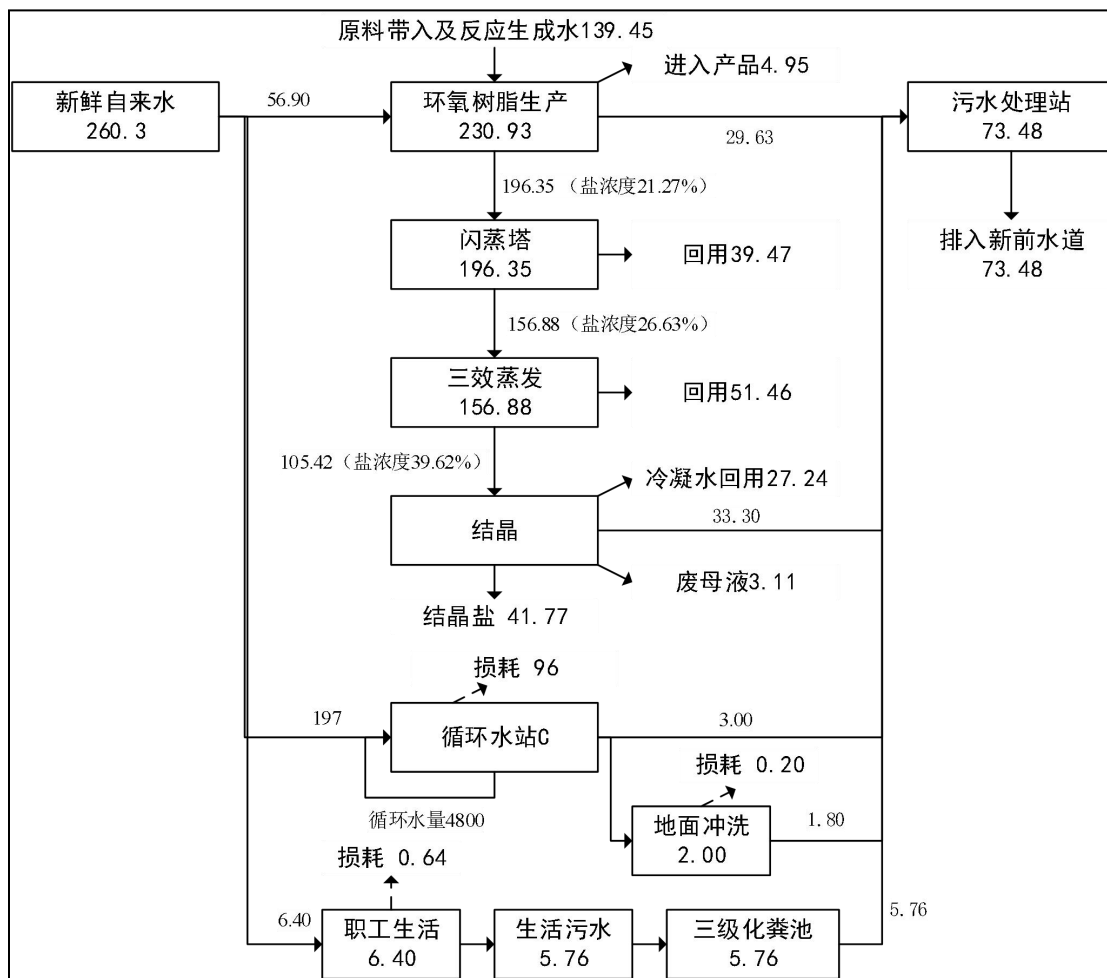 原料带入及反应生成水139.45
进入产品4.95
新鲜自来水
260.3
56.90
环氧树脂生产
230.93
29.63
污水处理站
73.48
196.35（盐浓度21.27%）
闪蒸塔
196.35
回用39.47
排入新前水道
73.48
156.88（盐浓度26.63%）
三效蒸发
156.88
回用51.46
105.42（盐浓度39.62%）
冷凝水回用27.24
结晶
33.30
废母液3.11
结晶盐 41.77
损耗 96
197
循环水站C
3.00
损耗 0.20
循环水量4800
地面冲洗
2.00
1.80
损耗 0.64
6.40
职工生活
6.40
生活污水
5.76
三级化粪池
5.76
5.76